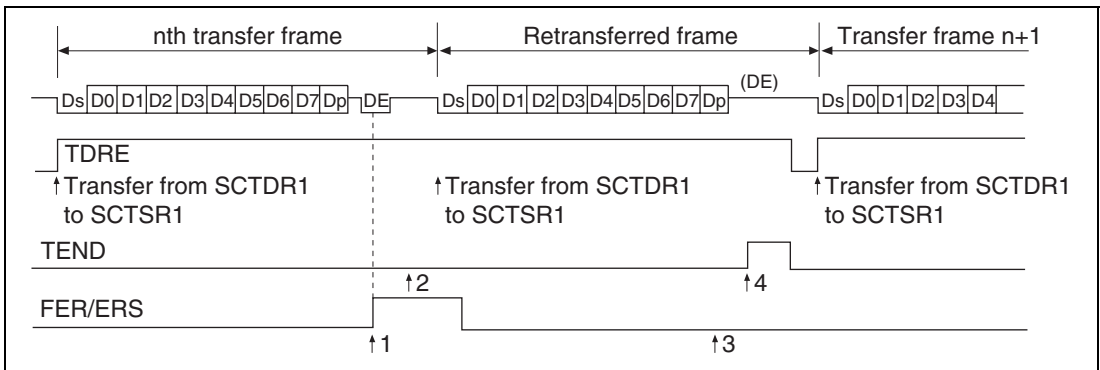 nth transfer frame Retransferred frame Transfer frame n+1
(DE)
Ds D0 D1 D2 D3 D4 D5 D6 D7 Dp DE Ds D0 D1 D2 D3 D4 D5 D6 D7 Dp Ds D0 D1 D2 D3 D4
TDRE
Transfer from SCTDR1 Transfer from SCTDR1 Transfer from SCTDR1
to SCTSR1 to SCTSR1 to SCTSR1
TEND
2 4
FER/ERS
1 3